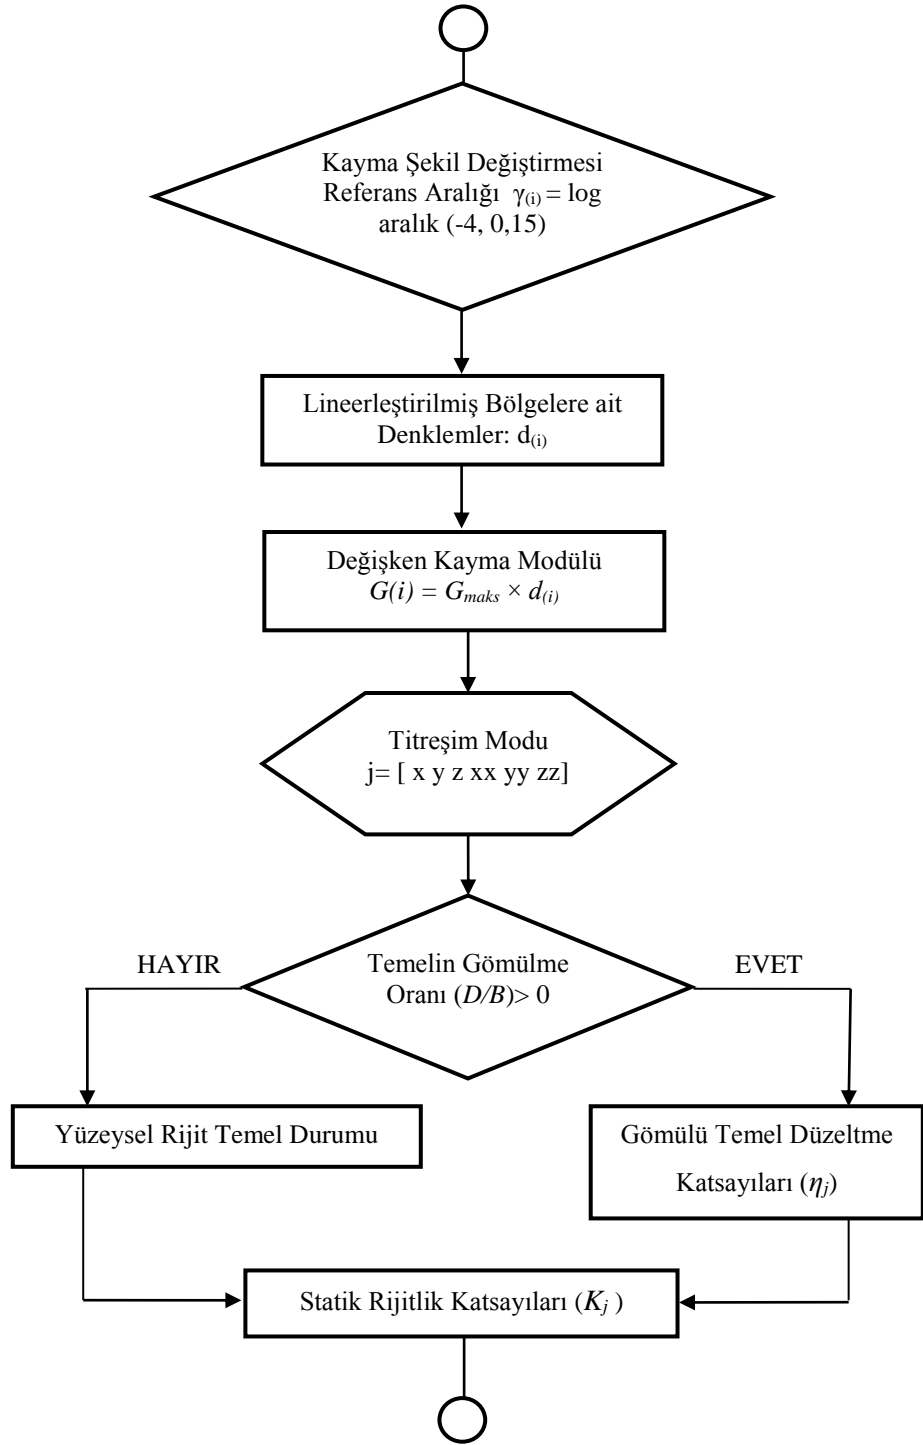 Kayma Şekil Değiştirmesi
Referans Aralığı γ(i) = log
aralık (-4, 0,15)
Lineerleştirilmiş Bölgelere ait
Denklemler: d(i)
Değişken Kayma Modülü
G(i) = Gmaks × d(i)
Titreşim Modu
j= [ x y z xx yy zz]
Temelin Gömülme
Oranı (D/B)> 0
HAYIR
EVET
Yüzeysel Rijit Temel Durumu
Gömülü Temel Düzeltme
Katsayıları (ηj)
Statik Rijitlik Katsayıları (Kj )